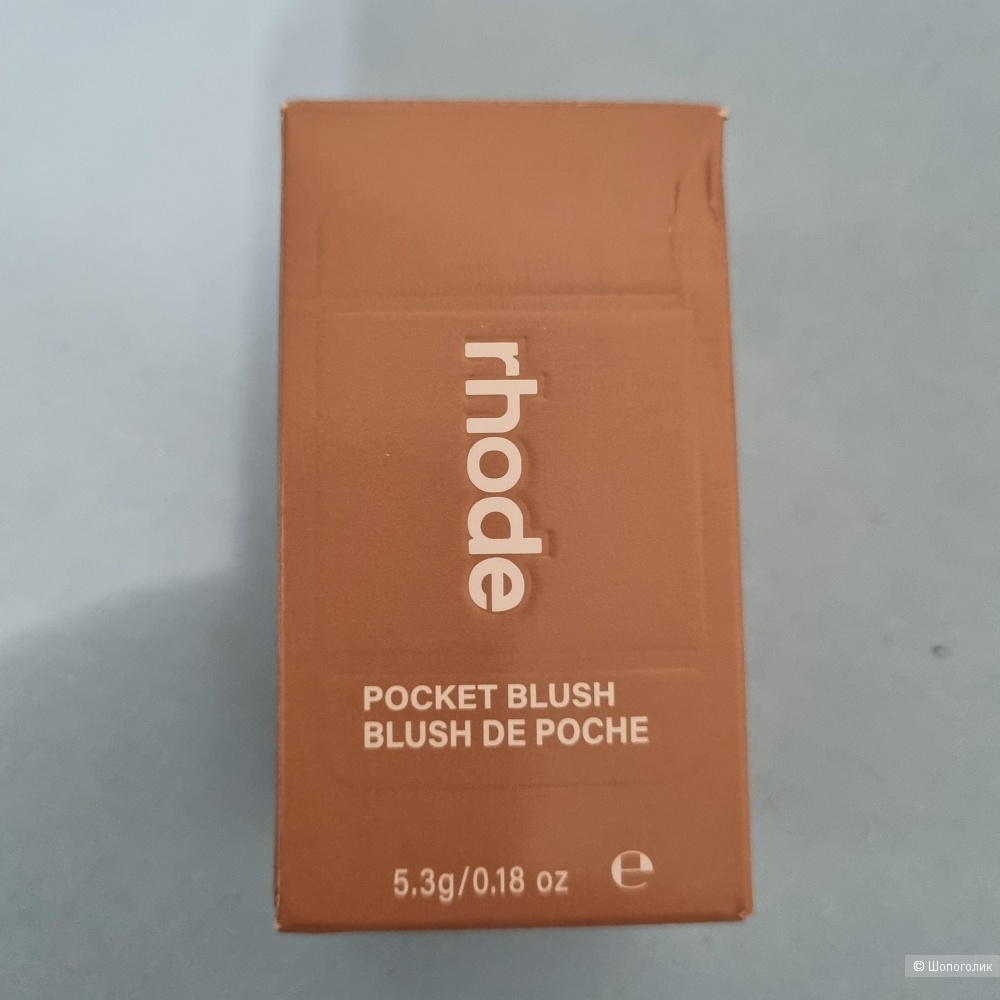 rhode
POCKET BLUSH
BLUSH DE POCHE
5.3g/0.18 oz ℮
© Шопоголик